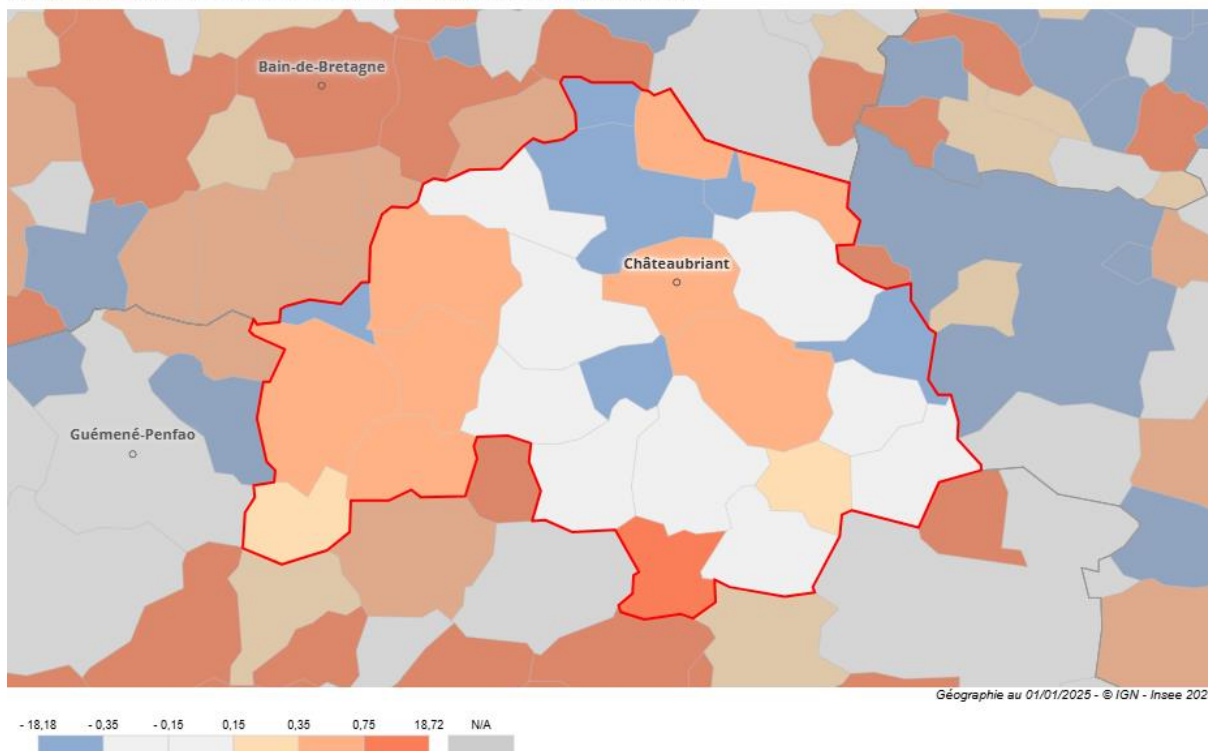 Bain-de-Bretagne
Châteaubriant
Guémené-Penfao
Géographie au 01/01/2025 - © IGN - Insee 202
- 18,18 - 0,35 - 0,15 0,15 0,35 0,75 18,72 N/A